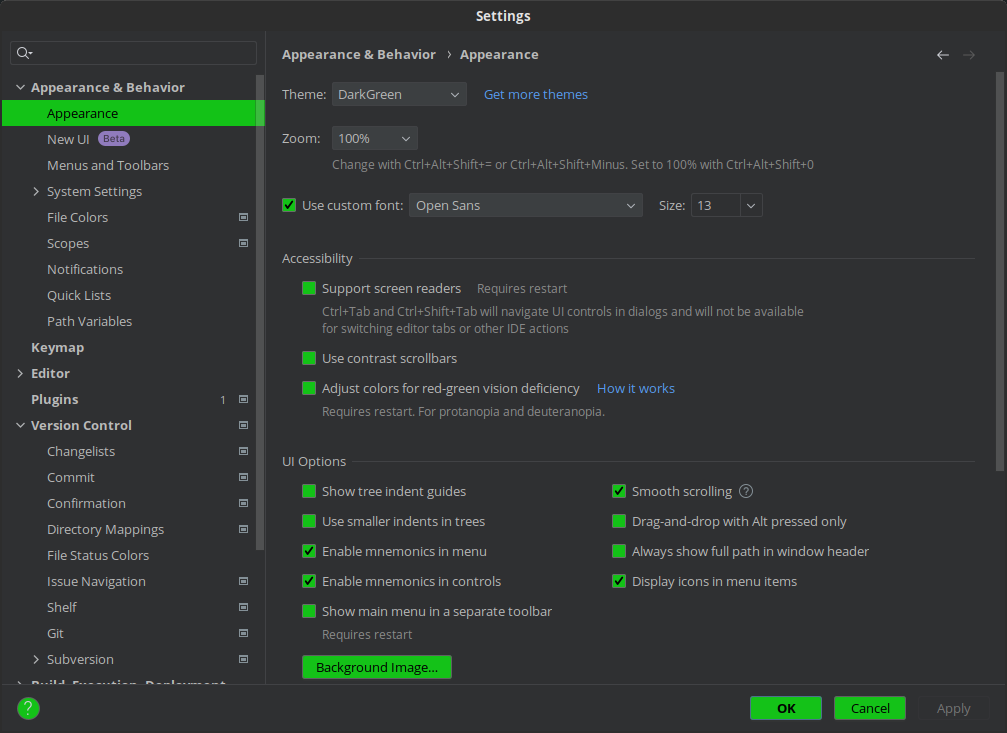 Settings
Appearance & Behavior
Appearance
New UI Beta
Menus and Toolbars
System Settings
File Colors
Scopes
Notifications
Quick Lists
Path Variables
Keymap
Editor
Plugins 1
Version Control
Changelists
Commit
Confirmation
Directory Mappings
File Status Colors
Issue Navigation
Shelf
Git
Subversion
Build, Execution, Deployment
Appearance & Behavior › Appearance
Theme: DarkGreen Get more themes
Zoom: 100%
Change with Ctrl+Alt+Shift+= or Ctrl+Alt+Shift+Minus. Set to 100% with Ctrl+Alt+Shift+0
Use custom font: Open Sans Size: 13
Accessibility
Support screen readers Requires restart
Ctrl+Tab and Ctrl+Shift+Tab will navigate UI controls in dialogs and will not be available
for switching editor tabs or other IDE actions
Use contrast scrollbars
Adjust colors for red-green vision deficiency How it works
Requires restart. For protanopia and deuteranopia.
UI Options
Show tree indent guides
Smooth scrolling ?
Use smaller indents in trees
Drag-and-drop with Alt pressed only
Enable mnemonics in menu
Always show full path in window header
Enable mnemonics in controls
Display icons in menu items
Show main menu in a separate toolbar
Requires restart
Background Image...
?
OK Cancel Apply